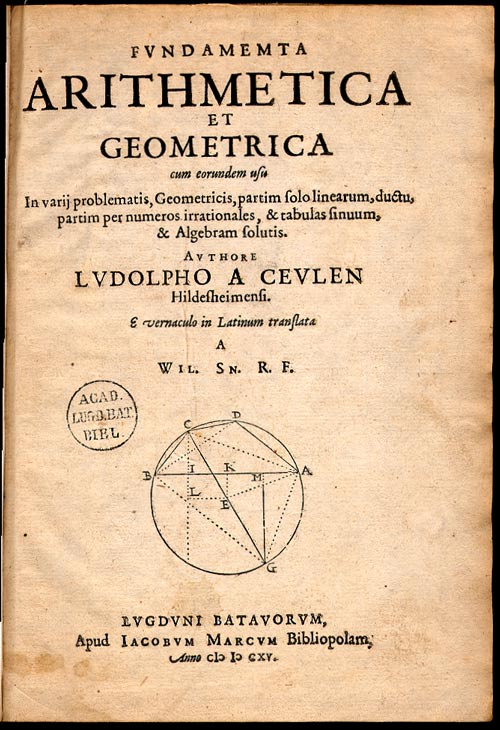 FVNDAMEMTA
ARITHMETICA
ET
GEOMETRICA
cum eorundem usu
In varij problematis, Geometricis, partim solo linearum, ductu,
partim per numeros irrationales, & tabulas sinuum,
& Algebram solutis.
AVTHORE
LVDOLPHO A CEVLEN
Hildesheimensi.
E vernaculo in Latinum translata
A
WIL. SN. R. F.
ACAD.
LUGD.BAT.
BIBL.
C D
B I K H A
L E
G
LVGDVNI BATAVORVM,
Apud IACOBVM MARCVM Bibliopolam,
Anno CIↃ IↃ CXV.